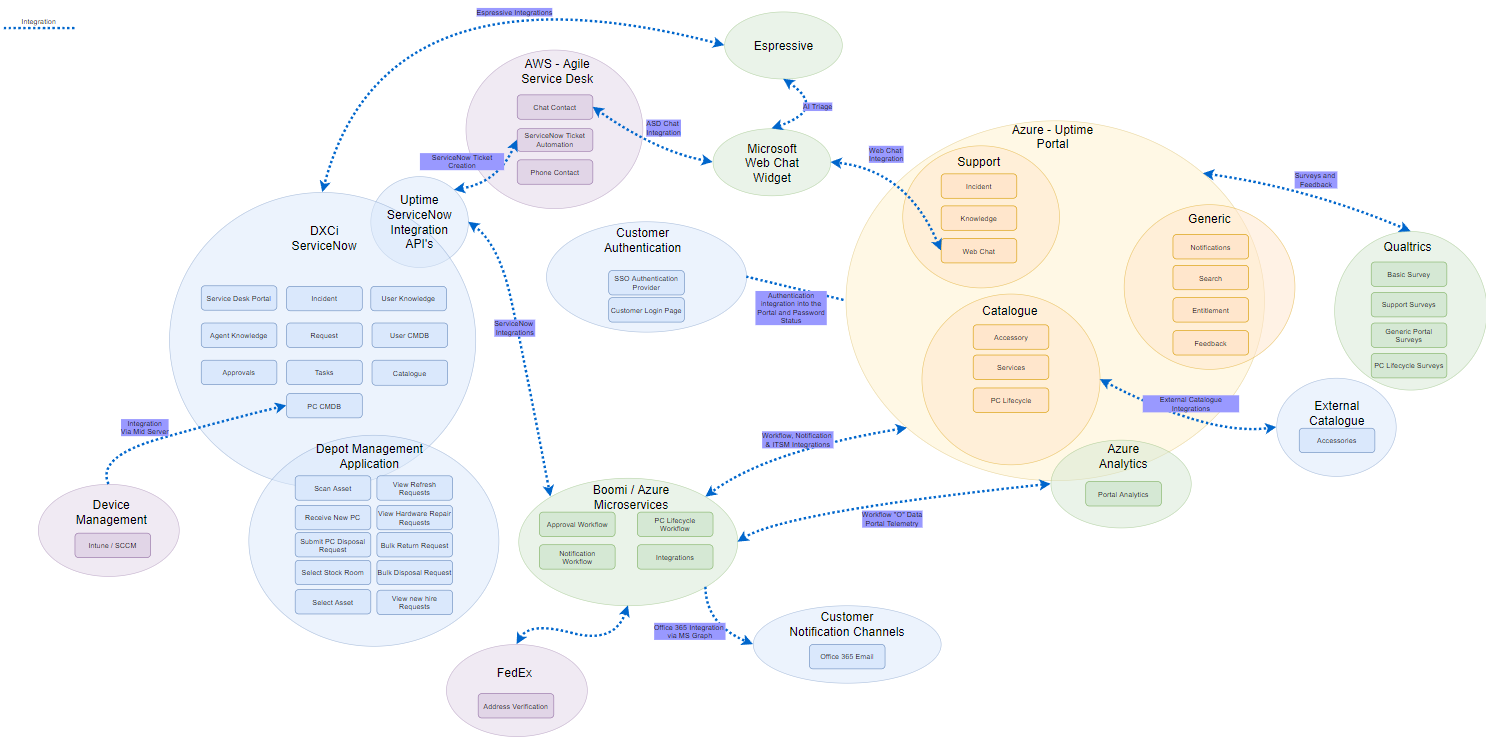 Integration
Espressive Integrations
Espressive
AWS - Agile
Service Desk
Chat Contact
ServiceNow Ticket
Automation
Phone Contact
ASD Chat
Integration
AI Triage
Microsoft
Web Chat
Widget
Web Chat
Integration
ServiceNow Ticket
Creation
Uptime
ServiceNow
Integration
API's
DXCi
ServiceNow
Service Desk Portal
Incident
User Knowledge
Agent Knowledge
Request
User CMDB
Approvals
Tasks
Catalogue
PC CMDB
Customer
Authentication
SSO Authentication
Provider
Customer Login Page
Authentication
integration into the
Portal and Password
Status
Azure - Uptime
Portal
Support
Incident
Knowledge
Web Chat
Generic
Notifications
Search
Entitlement
Feedback
Catalogue
Accessory
Services
PC Lifecycle
Surveys and
Feedback
Qualtrics
Basic Survey
Support Surveys
Generic Portal
Surveys
PC Lifecycle Surveys
External Catalogue
Integrations
External
Catalogue
Accessories
ServiceNow
Integrations
Integration
Via Mid Server
Device
Management
Intune / SCCM
Depot Management
Application
Scan Asset
View Refresh
Requests
Receive New PC
View Hardware Repair
Requests
Submit PC Disposal
Request
Bulk Return Request
Select Stock Room
Bulk Disposal Request
Select Asset
View new hire
Requests
Workflow, Notification
& ITSM Integrations
Boomi / Azure
Microservices
Approval Workflow
PC Lifecycle
Workflow
Notification
Workflow
Integrations
Azure
Analytics
Portal Analytics
Workflow "O" Data
Portal Telemetry
Office 365 Integration
via MS Graph
Customer
Notification Channels
Office 365 Email
FedEx
Address Verification